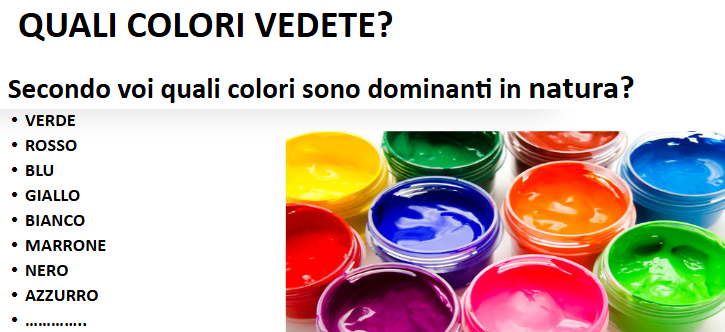 QUALI COLORI VEDETE?
Secondo voi quali colori sono dominanti in natura?
• VERDE
• ROSSO
• BLU
• GIALLO
• BIANCO
• MARRONE
• NERO
• AZZURRO
• …………..